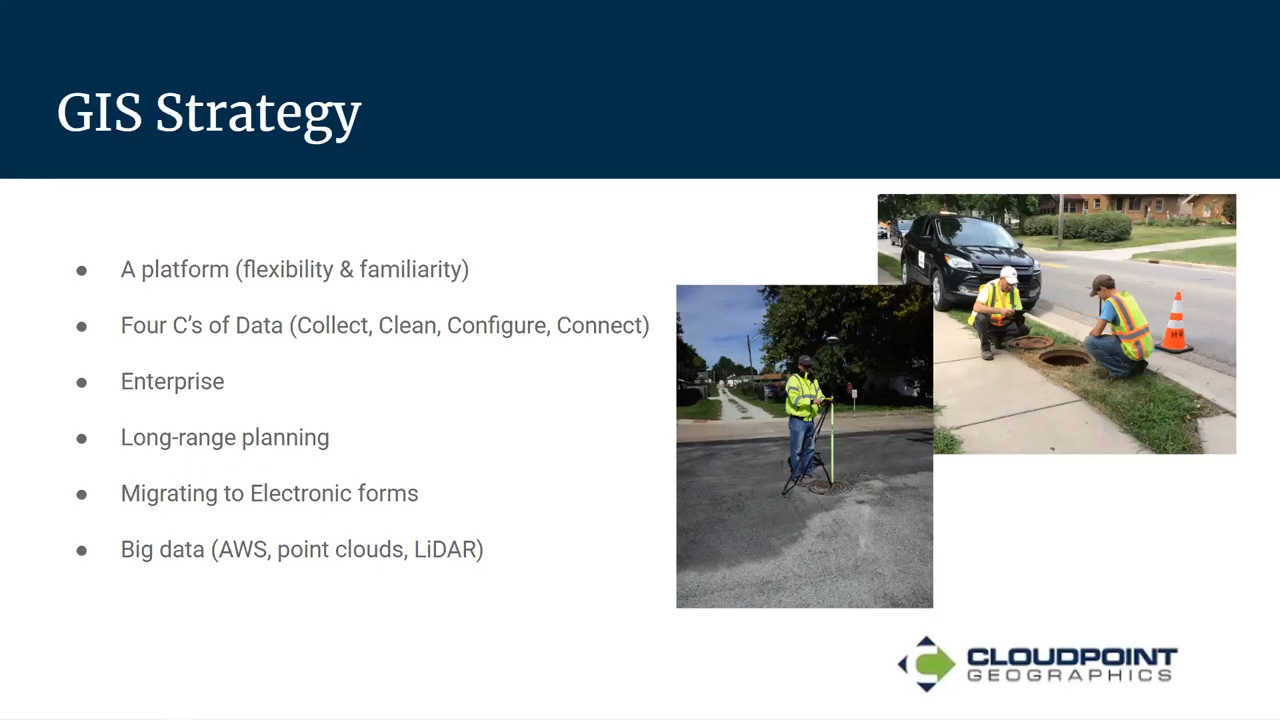 GIS Strategy
● A platform (flexibility & familiarity)
● Four C’s of Data (Collect, Clean, Configure, Connect)
● Enterprise
● Long-range planning
● Migrating to Electronic forms
● Big data (AWS, point clouds, LiDAR)
CLOUDPOINT
GEOGRAPHICS